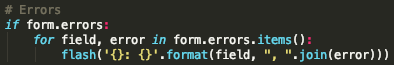 # Errors
if form.errors:
    for field, error in form.errors.items():
        flash('{}: {}'.format(field, ", ".join(error)))